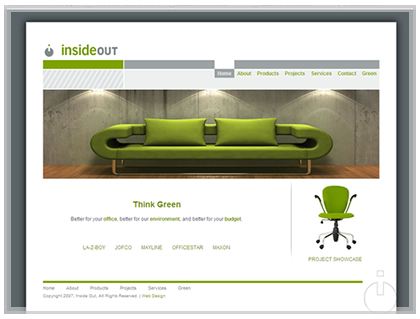 insideOUT
Home About Products Projects Services Contact Green
Think Green
Better for your office, better for our environment, and better for your budget.
LA-Z-BOY JOFCO MAYLINE OFFICESTAR MAXON
PROJECT SHOWCASE
Home About Products Projects Services Green
Copyright 2007, Inside Out, All Rights Reserved. | Web Design